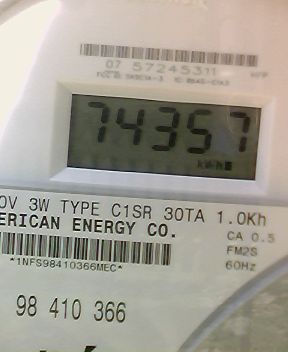 07 57245311
74357
kWh
0V 3W TYPE C1SR 30TA 1.0Kh
ERICAN ENERGY CO.
CA 0.5
FM2S
*1NFS98410366MEC*
60Hz
98 410 366